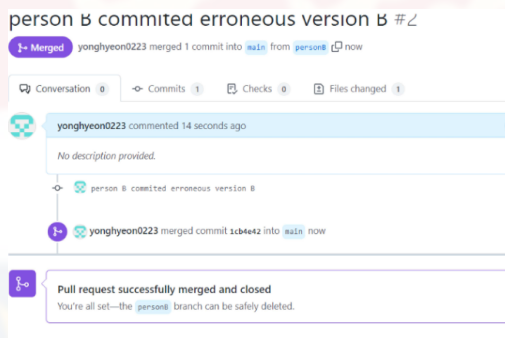 person B commited erroneous version B #2
Merged yonghyeon0223 merged 1 commit into main from personB now
Conversation 0 Commits 1 Checks 0 Files changed 1
yonghyeon0223 commented 14 seconds ago
No description provided.
person B commited erroneous version B
yonghyeon0223 merged commit 1cb4e42 into main now
Pull request successfully merged and closed
You're all set—the personB branch can be safely deleted.